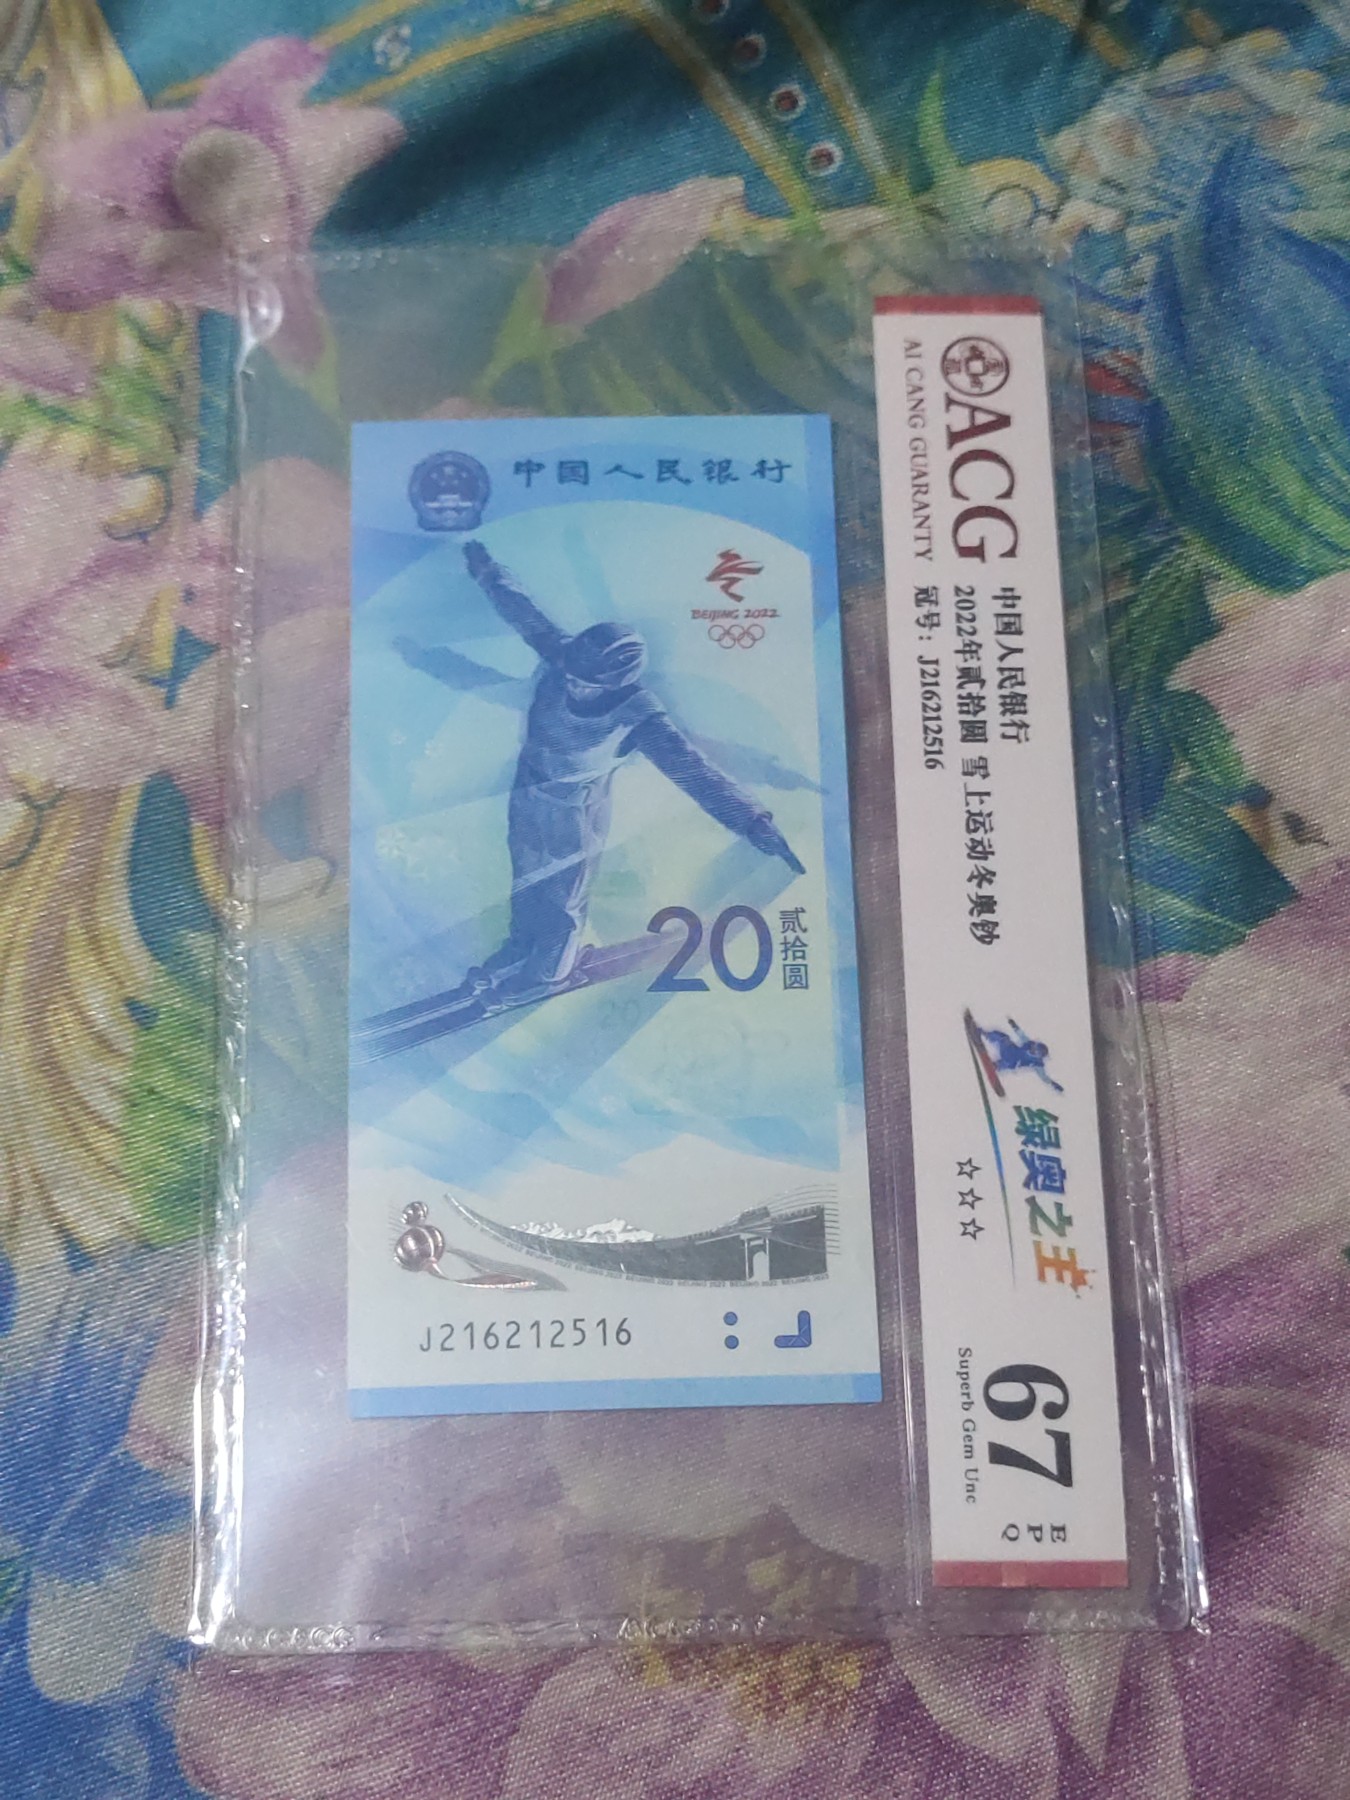 中国人民银行
BEIJING 2022
20
贰拾圆
J216212516
ACG
AI CANG GUARANTY
中国人民银行
2022年贰拾圆 雪上运动冬奥钞
冠号：J216212516
绿奥之主
☆☆☆
67
EPQ
Superb Gem Unc